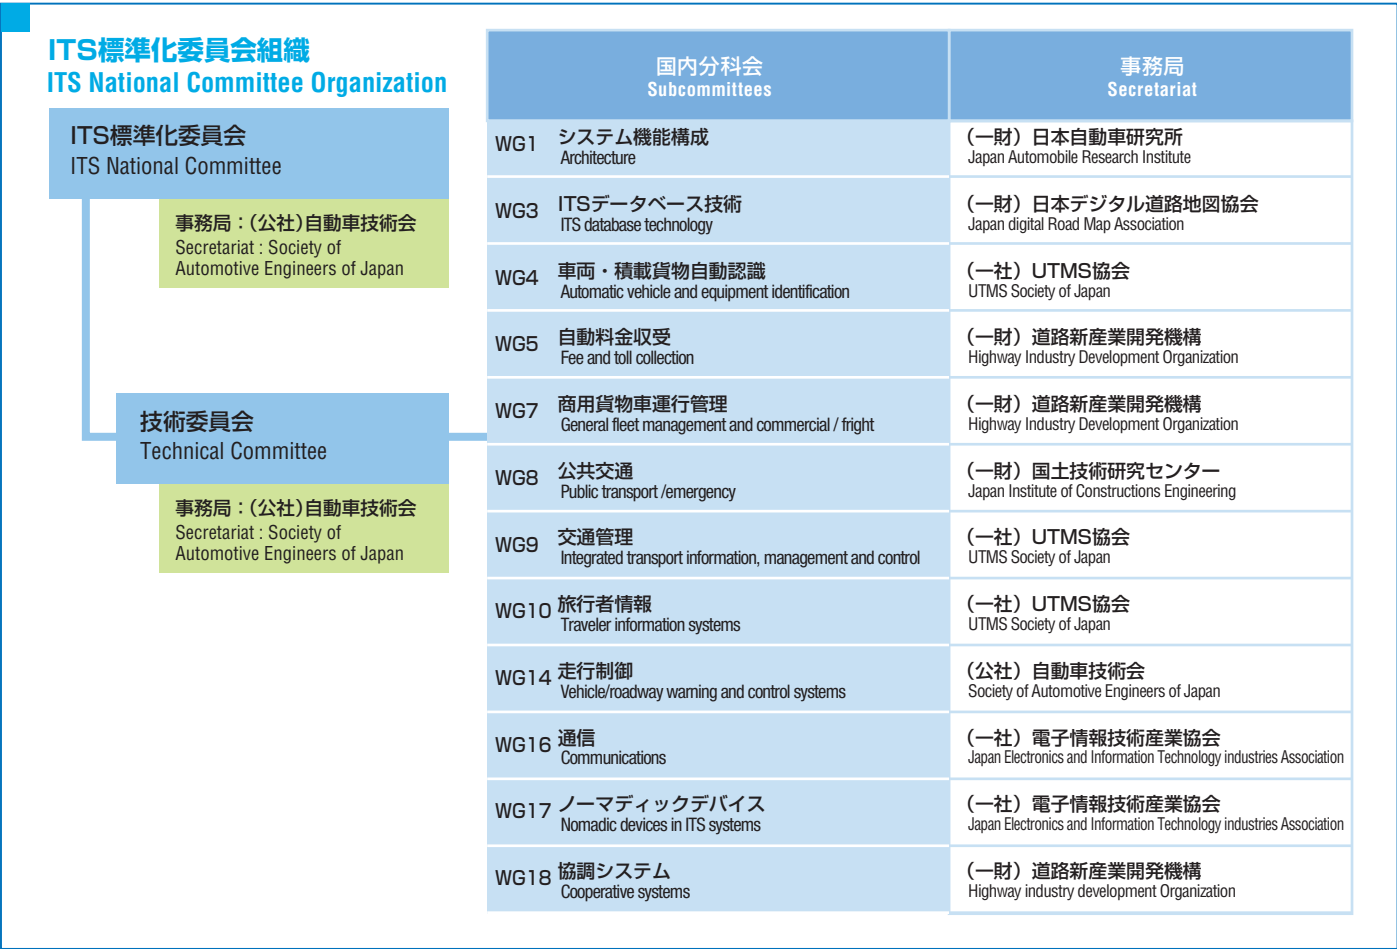 ITS標準化委員会組織
ITS National Committee Organization
ITS標準化委員会
ITS National Committee
事務局：(公社)自動車技術会
Secretariat : Society of
Automotive Engineers of Japan
技術委員会
Technical Committee
事務局：(公社)自動車技術会
Secretariat : Society of
Automotive Engineers of Japan
国内分科会
Subcommittees
事務局
Secretariat
WG1 システム機能構成
Architecture
（一財）日本自動車研究所
Japan Automobile Research Institute
WG3 ITSデータベース技術
ITS database technology
（一財）日本デジタル道路地図協会
Japan digital Road Map Association
WG4 車両・積載貨物自動認識
Automatic vehicle and equipment identification
（一社）UTMS協会
UTMS Society of Japan
WG5 自動料金収受
Fee and toll collection
（一財）道路新産業開発機構
Highway Industry Development Organization
WG7 商用貨物車運行管理
General fleet management and commercial / fright
（一財）道路新産業開発機構
Highway Industry Development Organization
WG8 公共交通
Public transport /emergency
（一財）国土技術研究センター
Japan Institute of Constructions Engineering
WG9 交通管理
Integrated transport information, management and control
（一社）UTMS協会
UTMS Society of Japan
WG10 旅行者情報
Traveler information systems
（一社）UTMS協会
UTMS Society of Japan
WG14 走行制御
Vehicle/roadway warning and control systems
（公社）自動車技術会
Society of Automotive Engineers of Japan
WG16 通信
Communications
（一社）電子情報技術産業協会
Japan Electronics and Information Technology industries Association
WG17 ノーマディックデバイス
Nomadic devices in ITS systems
（一社）電子情報技術産業協会
Japan Electronics and Information Technology industries Association
WG18 協調システム
Cooperative systems
（一財）道路新産業開発機構
Highway industry development Organization